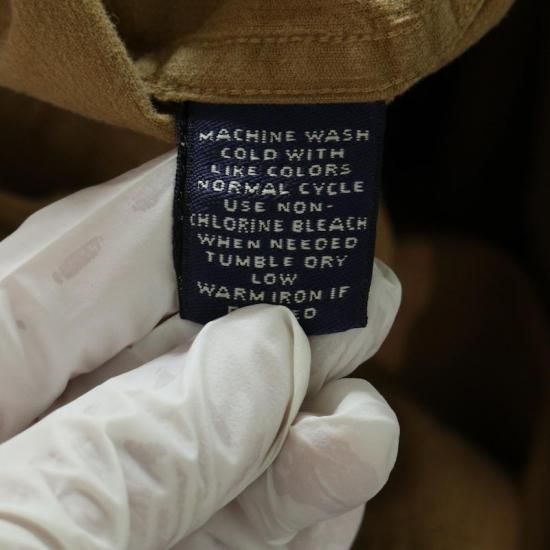 MACHINE WASH
COLD WITH
LIKE COLORS
NORMAL CYCLE
USE NON-
CHLORINE BLEACH
WHEN NEEDED
TUMBLE DRY
LOW
WARM IRON IF